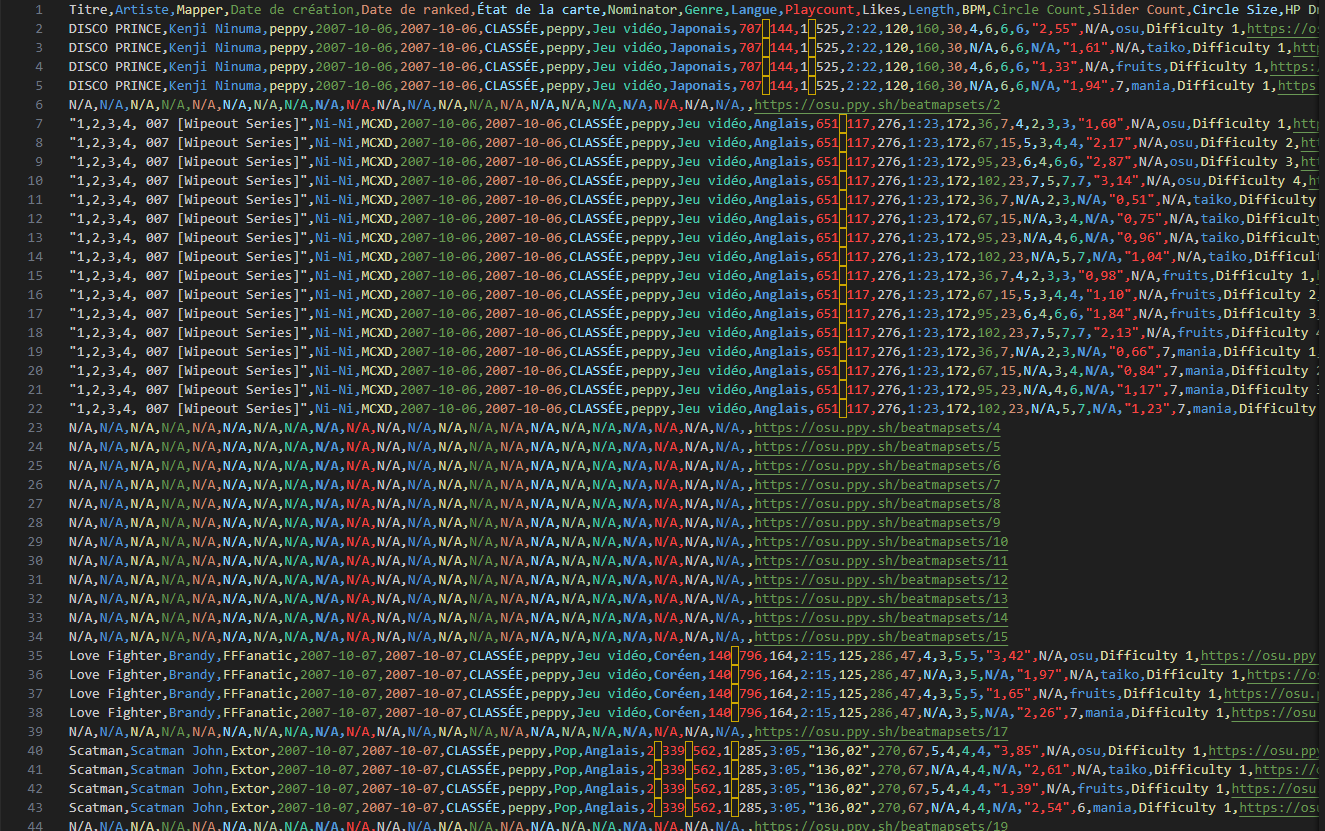 1 Titre,Artiste,Mapper,Date de création,Date de ranked,État de la carte,Nominator,Genre,Langue,Playcount,Likes,Length,BPM,Circle Count,Slider Count,Circle Size,HP D
2 DISCO PRINCE,Kenji Ninuma,peppy,2007-10-06,2007-10-06,CLASSÉE,peppy,Jeu vidéo,Japonais,707 144,1 525,2:22,120,160,30,4,6,6,6,"2,55",N/A,osu,Difficulty 1,https://os
3 DISCO PRINCE,Kenji Ninuma,peppy,2007-10-06,2007-10-06,CLASSÉE,peppy,Jeu vidéo,Japonais,707 144,1 525,2:22,120,160,30,N/A,6,6,N/A,"1,61",N/A,taiko,Difficulty 1,http
4 DISCO PRINCE,Kenji Ninuma,peppy,2007-10-06,2007-10-06,CLASSÉE,peppy,Jeu vidéo,Japonais,707 144,1 525,2:22,120,160,30,4,6,6,6,"1,33",N/A,fruits,Difficulty 1,https:
5 DISCO PRINCE,Kenji Ninuma,peppy,2007-10-06,2007-10-06,CLASSÉE,peppy,Jeu vidéo,Japonais,707 144,1 525,2:22,120,160,30,N/A,6,6,N/A,"1,94",7,mania,Difficulty 1,https
6 N/A,N/A,N/A,N/A,N/A,N/A,N/A,N/A,N/A,N/A,N/A,N/A,N/A,N/A,N/A,N/A,N/A,N/A,N/A,N/A,N/A,N/A,,https://osu.ppy.sh/beatmapsets/2
7 "1,2,3,4, 007 [Wipeout Series]",Ni-Ni,MCXD,2007-10-06,2007-10-06,CLASSÉE,peppy,Jeu vidéo,Anglais,651 117,276,1:23,172,36,7,4,2,3,3,"1,60",N/A,osu,Difficulty 1,htt
8 "1,2,3,4, 007 [Wipeout Series]",Ni-Ni,MCXD,2007-10-06,2007-10-06,CLASSÉE,peppy,Jeu vidéo,Anglais,651 117,276,1:23,172,67,15,5,3,4,4,"2,17",N/A,osu,Difficulty 2,ht
9 "1,2,3,4, 007 [Wipeout Series]",Ni-Ni,MCXD,2007-10-06,2007-10-06,CLASSÉE,peppy,Jeu vidéo,Anglais,651 117,276,1:23,172,95,23,6,4,6,6,"2,87",N/A,osu,Difficulty 3,ht
10 "1,2,3,4, 007 [Wipeout Series]",Ni-Ni,MCXD,2007-10-06,2007-10-06,CLASSÉE,peppy,Jeu vidéo,Anglais,651 117,276,1:23,172,102,23,7,5,7,7,"3,14",N/A,osu,Difficulty 4,h
11 "1,2,3,4, 007 [Wipeout Series]",Ni-Ni,MCXD,2007-10-06,2007-10-06,CLASSÉE,peppy,Jeu vidéo,Anglais,651 117,276,1:23,172,36,7,N/A,2,3,N/A,"0,51",N/A,taiko,Difficulty
12 "1,2,3,4, 007 [Wipeout Series]",Ni-Ni,MCXD,2007-10-06,2007-10-06,CLASSÉE,peppy,Jeu vidéo,Anglais,651 117,276,1:23,172,67,15,N/A,3,4,N/A,"0,75",N/A,taiko,Difficulty
13 "1,2,3,4, 007 [Wipeout Series]",Ni-Ni,MCXD,2007-10-06,2007-10-06,CLASSÉE,peppy,Jeu vidéo,Anglais,651 117,276,1:23,172,95,23,N/A,4,6,N/A,"0,96",N/A,taiko,Difficulty
14 "1,2,3,4, 007 [Wipeout Series]",Ni-Ni,MCXD,2007-10-06,2007-10-06,CLASSÉE,peppy,Jeu vidéo,Anglais,651 117,276,1:23,172,102,23,N/A,5,7,N/A,"1,04",N/A,taiko,Difficult
15 "1,2,3,4, 007 [Wipeout Series]",Ni-Ni,MCXD,2007-10-06,2007-10-06,CLASSÉE,peppy,Jeu vidéo,Anglais,651 117,276,1:23,172,36,7,4,2,3,3,"0,98",N/A,fruits,Difficulty 1,
16 "1,2,3,4, 007 [Wipeout Series]",Ni-Ni,MCXD,2007-10-06,2007-10-06,CLASSÉE,peppy,Jeu vidéo,Anglais,651 117,276,1:23,172,67,15,5,3,4,4,"1,10",N/A,fruits,Difficulty 2
17 "1,2,3,4, 007 [Wipeout Series]",Ni-Ni,MCXD,2007-10-06,2007-10-06,CLASSÉE,peppy,Jeu vidéo,Anglais,651 117,276,1:23,172,95,23,6,4,6,6,"1,84",N/A,fruits,Difficulty 3
18 "1,2,3,4, 007 [Wipeout Series]",Ni-Ni,MCXD,2007-10-06,2007-10-06,CLASSÉE,peppy,Jeu vidéo,Anglais,651 117,276,1:23,172,102,23,7,5,7,7,"2,13",N/A,fruits,Difficulty 4
19 "1,2,3,4, 007 [Wipeout Series]",Ni-Ni,MCXD,2007-10-06,2007-10-06,CLASSÉE,peppy,Jeu vidéo,Anglais,651 117,276,1:23,172,36,7,N/A,2,3,N/A,"0,66",7,mania,Difficulty 1
20 "1,2,3,4, 007 [Wipeout Series]",Ni-Ni,MCXD,2007-10-06,2007-10-06,CLASSÉE,peppy,Jeu vidéo,Anglais,651 117,276,1:23,172,67,15,N/A,3,4,N/A,"0,84",7,mania,Difficulty 2
21 "1,2,3,4, 007 [Wipeout Series]",Ni-Ni,MCXD,2007-10-06,2007-10-06,CLASSÉE,peppy,Jeu vidéo,Anglais,651 117,276,1:23,172,95,23,N/A,4,6,N/A,"1,17",7,mania,Difficulty 3
22 "1,2,3,4, 007 [Wipeout Series]",Ni-Ni,MCXD,2007-10-06,2007-10-06,CLASSÉE,peppy,Jeu vidéo,Anglais,651 117,276,1:23,172,102,23,N/A,5,7,N/A,"1,23",7,mania,Difficulty
23 N/A,N/A,N/A,N/A,N/A,N/A,N/A,N/A,N/A,N/A,N/A,N/A,N/A,N/A,N/A,N/A,N/A,N/A,N/A,N/A,N/A,N/A,,https://osu.ppy.sh/beatmapsets/4
24 N/A,N/A,N/A,N/A,N/A,N/A,N/A,N/A,N/A,N/A,N/A,N/A,N/A,N/A,N/A,N/A,N/A,N/A,N/A,N/A,N/A,N/A,,https://osu.ppy.sh/beatmapsets/5
25 N/A,N/A,N/A,N/A,N/A,N/A,N/A,N/A,N/A,N/A,N/A,N/A,N/A,N/A,N/A,N/A,N/A,N/A,N/A,N/A,N/A,N/A,,https://osu.ppy.sh/beatmapsets/6
26 N/A,N/A,N/A,N/A,N/A,N/A,N/A,N/A,N/A,N/A,N/A,N/A,N/A,N/A,N/A,N/A,N/A,N/A,N/A,N/A,N/A,N/A,,https://osu.ppy.sh/beatmapsets/7
27 N/A,N/A,N/A,N/A,N/A,N/A,N/A,N/A,N/A,N/A,N/A,N/A,N/A,N/A,N/A,N/A,N/A,N/A,N/A,N/A,N/A,N/A,,https://osu.ppy.sh/beatmapsets/8
28 N/A,N/A,N/A,N/A,N/A,N/A,N/A,N/A,N/A,N/A,N/A,N/A,N/A,N/A,N/A,N/A,N/A,N/A,N/A,N/A,N/A,N/A,,https://osu.ppy.sh/beatmapsets/9
29 N/A,N/A,N/A,N/A,N/A,N/A,N/A,N/A,N/A,N/A,N/A,N/A,N/A,N/A,N/A,N/A,N/A,N/A,N/A,N/A,N/A,N/A,,https://osu.ppy.sh/beatmapsets/10
30 N/A,N/A,N/A,N/A,N/A,N/A,N/A,N/A,N/A,N/A,N/A,N/A,N/A,N/A,N/A,N/A,N/A,N/A,N/A,N/A,N/A,N/A,,https://osu.ppy.sh/beatmapsets/11
31 N/A,N/A,N/A,N/A,N/A,N/A,N/A,N/A,N/A,N/A,N/A,N/A,N/A,N/A,N/A,N/A,N/A,N/A,N/A,N/A,N/A,N/A,,https://osu.ppy.sh/beatmapsets/12
32 N/A,N/A,N/A,N/A,N/A,N/A,N/A,N/A,N/A,N/A,N/A,N/A,N/A,N/A,N/A,N/A,N/A,N/A,N/A,N/A,N/A,N/A,,https://osu.ppy.sh/beatmapsets/13
33 N/A,N/A,N/A,N/A,N/A,N/A,N/A,N/A,N/A,N/A,N/A,N/A,N/A,N/A,N/A,N/A,N/A,N/A,N/A,N/A,N/A,N/A,,https://osu.ppy.sh/beatmapsets/14
34 N/A,N/A,N/A,N/A,N/A,N/A,N/A,N/A,N/A,N/A,N/A,N/A,N/A,N/A,N/A,N/A,N/A,N/A,N/A,N/A,N/A,N/A,,https://osu.ppy.sh/beatmapsets/15
35 Love Fighter,Brandy,FFFanatic,2007-10-07,2007-10-07,CLASSÉE,peppy,Jeu vidéo,Coréen,140 796,164,2:15,125,286,47,4,3,5,5,"3,42",N/A,osu,Difficulty 1,https://osu.ppy
36 Love Fighter,Brandy,FFFanatic,2007-10-07,2007-10-07,CLASSÉE,peppy,Jeu vidéo,Coréen,140 796,164,2:15,125,286,47,N/A,3,5,N/A,"1,97",N/A,taiko,Difficulty 1,https://os
37 Love Fighter,Brandy,FFFanatic,2007-10-07,2007-10-07,CLASSÉE,peppy,Jeu vidéo,Coréen,140 796,164,2:15,125,286,47,4,3,5,5,"1,65",N/A,fruits,Difficulty 1,https://osu.p
38 Love Fighter,Brandy,FFFanatic,2007-10-07,2007-10-07,CLASSÉE,peppy,Jeu vidéo,Coréen,140 796,164,2:15,125,286,47,N/A,3,5,N/A,"2,26",7,mania,Difficulty 1,https://osu
39 N/A,N/A,N/A,N/A,N/A,N/A,N/A,N/A,N/A,N/A,N/A,N/A,N/A,N/A,N/A,N/A,N/A,N/A,N/A,N/A,N/A,N/A,,https://osu.ppy.sh/beatmapsets/17
40 Scatman,Scatman John,Extor,2007-10-07,2007-10-07,CLASSÉE,peppy,Pop,Anglais,2 339 562,1 285,3:05,"136,02",270,67,5,4,4,4,"3,85",N/A,osu,Difficulty 1,https://osu.ppy
41 Scatman,Scatman John,Extor,2007-10-07,2007-10-07,CLASSÉE,peppy,Pop,Anglais,2 339 562,1 285,3:05,"136,02",270,67,N/A,4,4,N/A,"2,61",N/A,taiko,Difficulty 1,https://o
42 Scatman,Scatman John,Extor,2007-10-07,2007-10-07,CLASSÉE,peppy,Pop,Anglais,2 339 562,1 285,3:05,"136,02",270,67,5,4,4,4,"1,39",N/A,fruits,Difficulty 1,https://osu
43 Scatman,Scatman John,Extor,2007-10-07,2007-10-07,CLASSÉE,peppy,Pop,Anglais,2 339 562,1 285,3:05,"136,02",270,67,N/A,4,4,N/A,"2,54",6,mania,Difficulty 1,https://osu
44 N/A,N/A,N/A,N/A,N/A,N/A,N/A,N/A,N/A,N/A,N/A,N/A,N/A,N/A,N/A,N/A,N/A,N/A,N/A,N/A,N/A,N/A,,https://osu.ppy.sh/beatmapsets/19